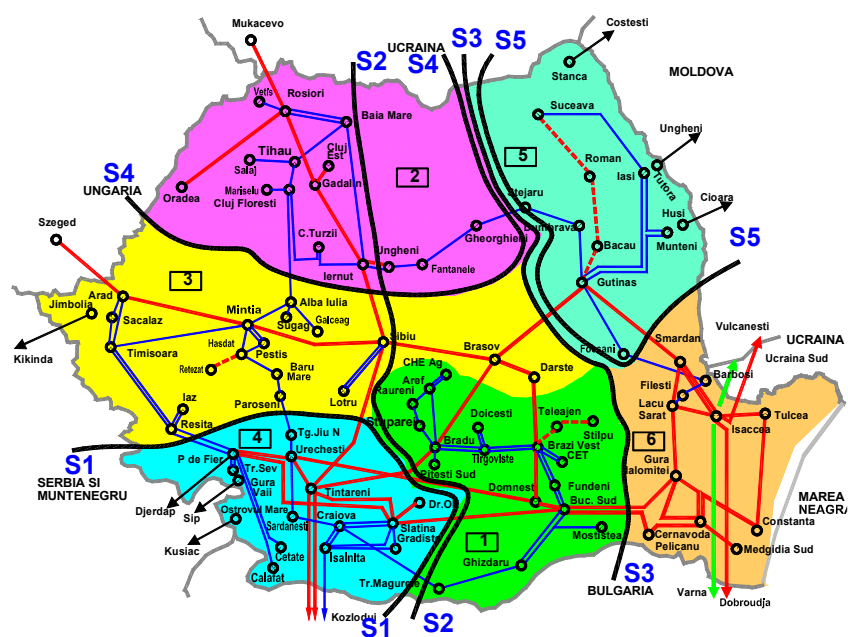 Mukacevo
S2
UCRAINA
S4
S3
S5
Costesti
Stanca
MOLDOVA
Vetis
Rosiori
Baia Mare
Suceava
Ungheni
Tihau
Cluj
Est
Salaj
Gadalin
2
5
Roman
Iasi
Tutora
Oradea
Marişelu
Cluj Floresti
Stejaru
Husi
Cioara
S4
UNGARIA
Dumbrava
Munteni
Szeged
C.Turzii
Ungheni
Gheorghieni
Bacau
S5
Iernut
Fantanele
3
Gutinas
Arad
Jimbolia
Mintia
Alba Iulia
Sacalaz
Sugag
Galceag
Smardan
Vulcanesti
UCRAINA
Ucraina Sud
Kikinda
Timisoara
Hasdat
Pestis
Sibiu
Brasov
Focsani
Barbosi
Retezat
Baru
Mare
CHE Ag
Darste
Filesti
Iaz
Paroseni
Lotru
Aref
Raureni
Lacu
Sarat
Tulcea
Resita
Stuparei
Doicesti
Teleajen
Stilpu
Isaccea
S1
4
Tg.Jiu N
Urechesti
Bradu
Tirgoviste
Brazi Vest
CET
6
Gura
Ialomitei
P de Fier
Tr.Sev
Pitesti Sud
SERBIA SI
MUNTENEGRU
Gura
Vaii
Tintareni
Domnesti
Fundeni
MAREA
NEAGRA
Djerdap
Sip
Ostrovul Mare
Sardanesti
Craiova
Buc. Sud
Kusiac
Slatina
Gradiste
1
Mostistea
Cernavoda
Pelicanu
Constanta
Cetate
Isalnita
Medgidia Sud
Calafat
Tr.Magurele
Ghizdaru
S3
BULGARIA
Kozlodui
S1
S2
Varna
Dobroudja